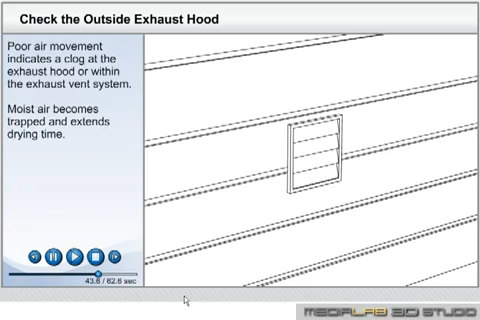 Check the Outside Exhaust Hood
Poor air movement
indicates a clog at the
exhaust hood or within
the exhaust vent system.
Moist air becomes
trapped and extends
drying time.
43.6 / 62.6 sec
MEDIALAB 3D STUDIO